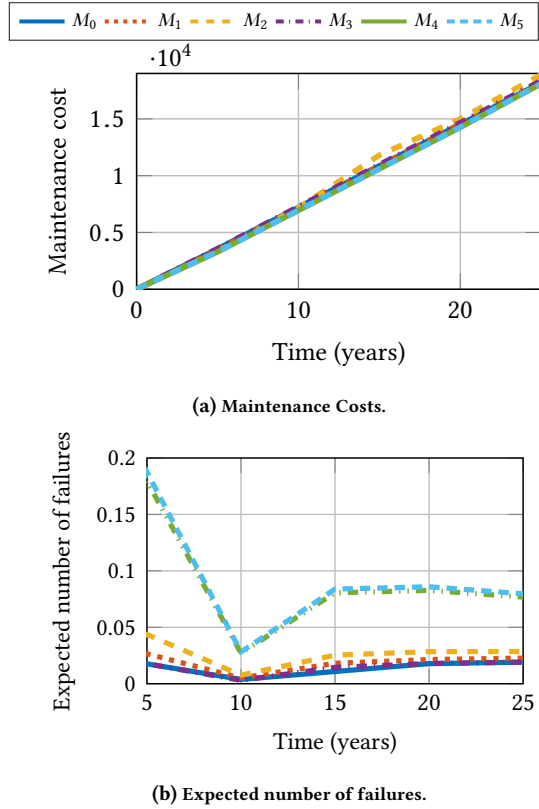 M₀ M₁ M₂ M₃ M₄ M₅
·10⁴
Maintenance cost
1.5
1
0.5
0
0 10 20
Time (years)
(a) Maintenance Costs.
Expected number of failures
0.2
0.15
0.1
0.05
0
5 10 15 20 25
Time (years)
(b) Expected number of failures.